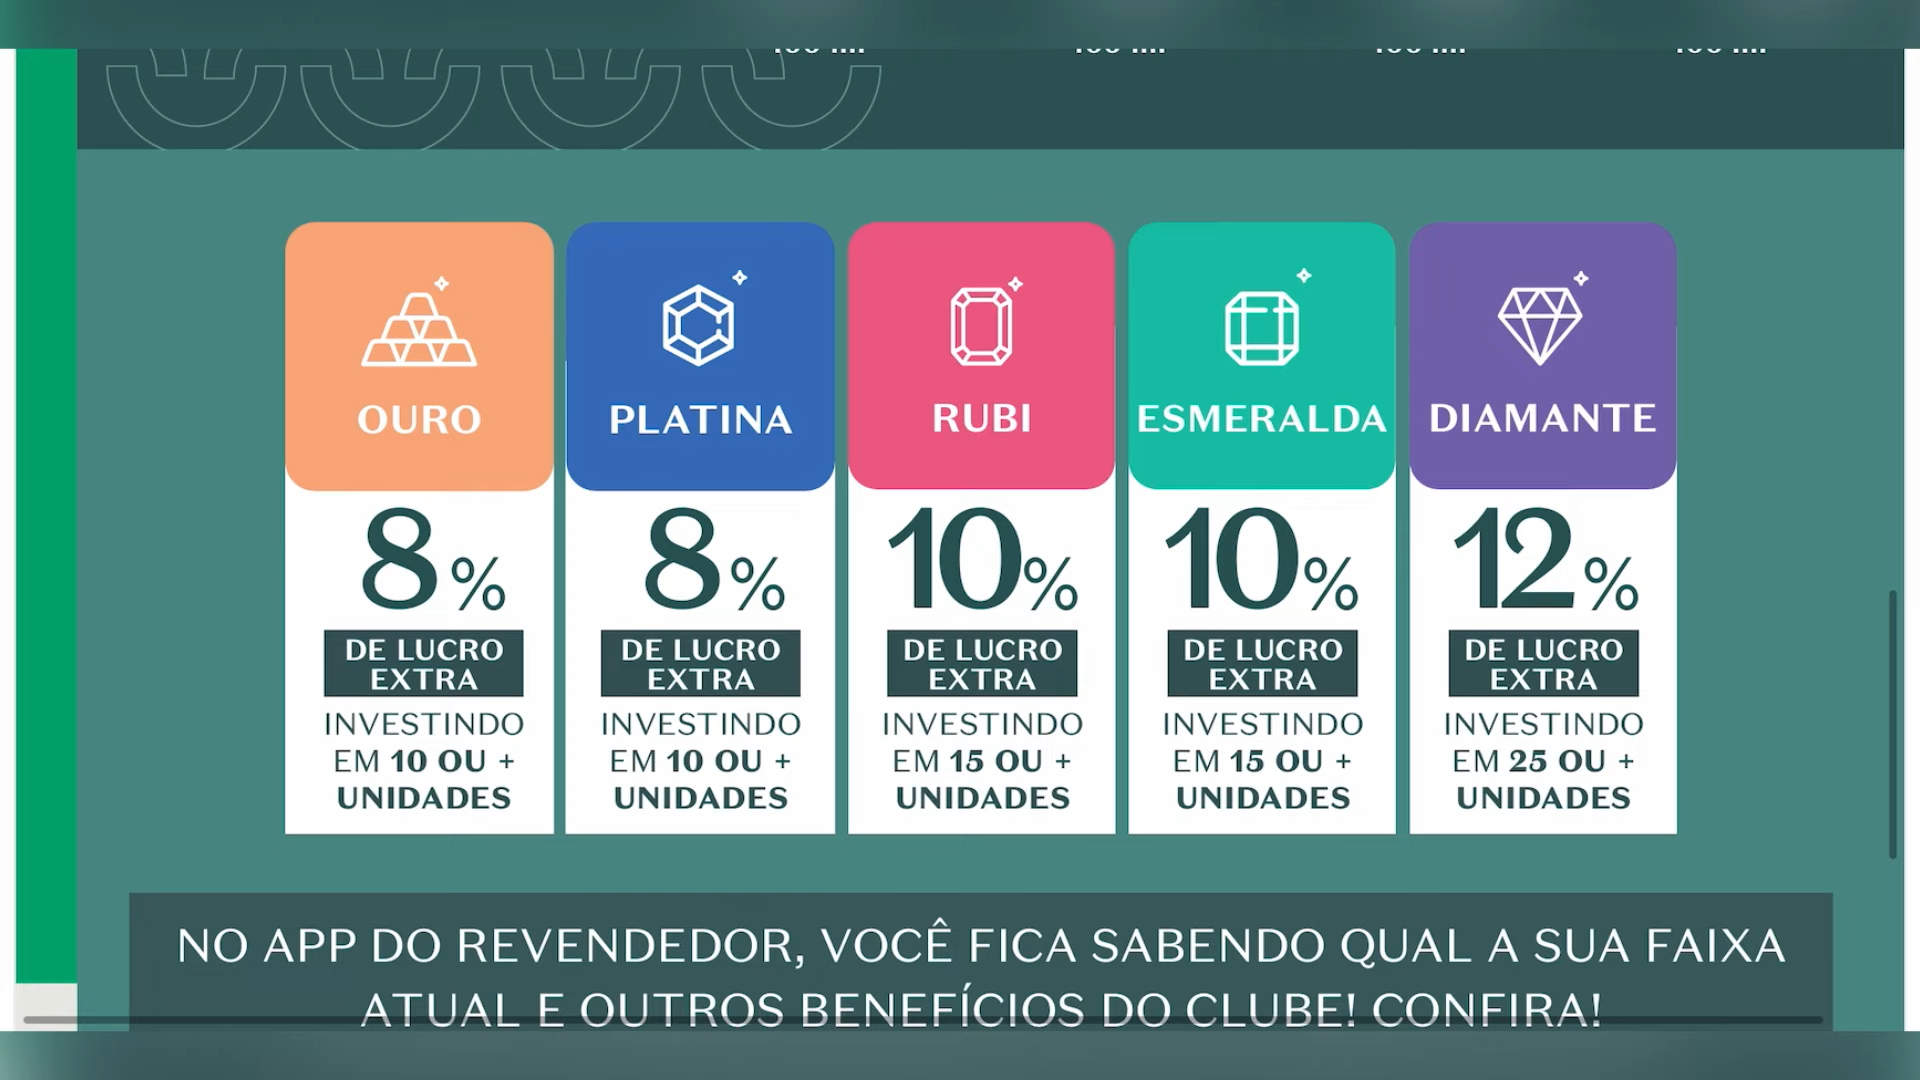 OURO
8%
DE LUCRO
EXTRA
INVESTINDO
EM 10 OU +
UNIDADES
PLATINA
8%
DE LUCRO
EXTRA
INVESTINDO
EM 10 OU +
UNIDADES
RUBI
10%
DE LUCRO
EXTRA
INVESTINDO
EM 15 OU +
UNIDADES
ESMERALDA
10%
DE LUCRO
EXTRA
INVESTINDO
EM 15 OU +
UNIDADES
DIAMANTE
12%
DE LUCRO
EXTRA
INVESTINDO
EM 25 OU +
UNIDADES
NO APP DO REVENDEDOR, VOCÊ FICA SABENDO QUAL A SUA FAIXA
ATUAL E OUTROS BENEFÍCIOS DO CLUBE! CONFIRA!